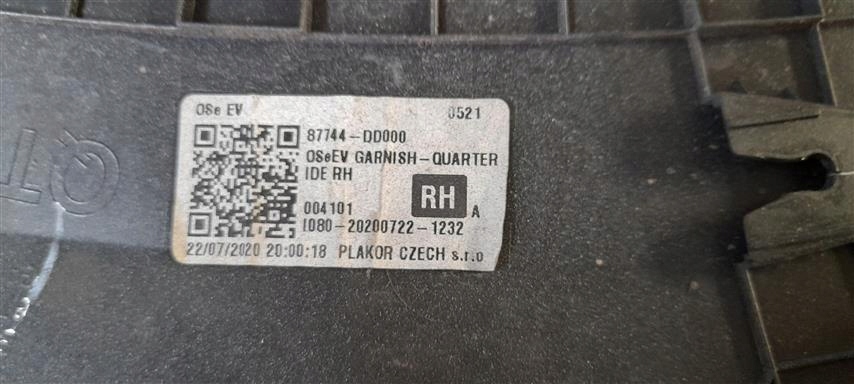 OSe EV 0521
87744-DD000
OSeEV GARNISH-QUARTER
IDE RH
RH
004101 A
I080-20200722-1232
22/07/2020 20:00:18 PLAKOR CZECH s.r.o